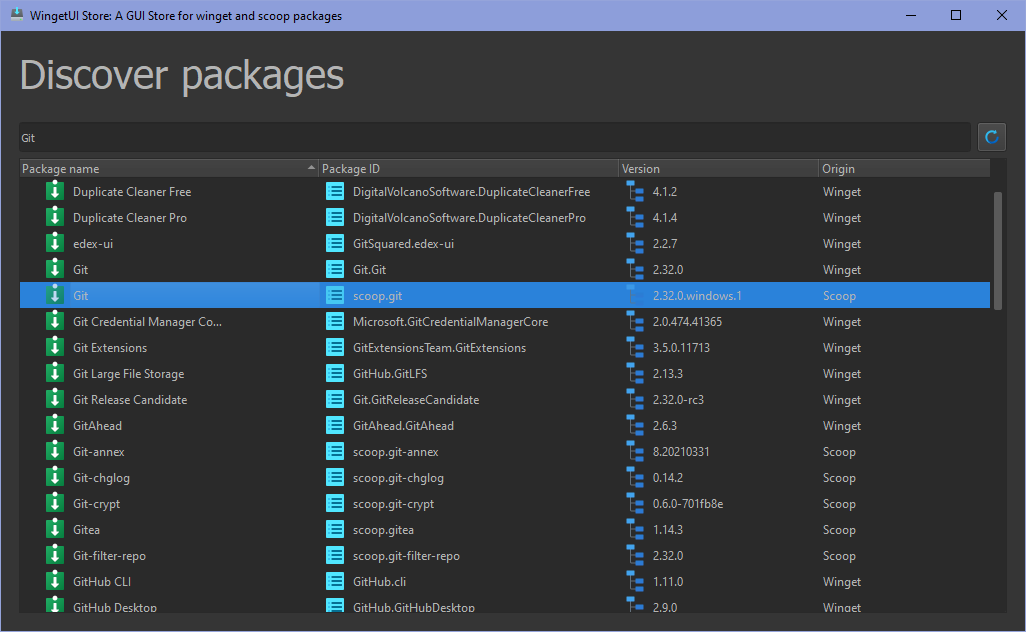 WingetUI Store: A GUI Store for winget and scoop packages
Discover packages
Git
Package name Package ID Version Origin
Duplicate Cleaner Free DigitalVolcanoSoftware.DuplicateCleanerFree 4.1.2 Winget
Duplicate Cleaner Pro DigitalVolcanoSoftware.DuplicateCleanerPro 4.1.4 Winget
edex-ui GitSquared.edex-ui 2.2.7 Winget
Git Git.Git 2.32.0 Winget
Git scoop.git 2.32.0.windows.1 Scoop
Git Credential Manager Co... Microsoft.GitCredentialManagerCore 2.0.474.41365 Winget
Git Extensions GitExtensionsTeam.GitExtensions 3.5.0.11713 Winget
Git Large File Storage GitHub.GitLFS 2.13.3 Winget
Git Release Candidate Git.GitReleaseCandidate 2.32.0-rc3 Winget
GitAhead GitAhead.GitAhead 2.6.3 Winget
Git-annex scoop.git-annex 8.20210331 Scoop
Git-chglog scoop.git-chglog 0.14.2 Scoop
Git-crypt scoop.git-crypt 0.6.0-701fb8e Scoop
Gitea scoop.gitea 1.14.3 Scoop
Git-filter-repo scoop.git-filter-repo 2.32.0 Scoop
GitHub CLI GitHub.cli 1.11.0 Winget
GitHub Desktop GitHub.GitHubDesktop 2.9.0 Winget